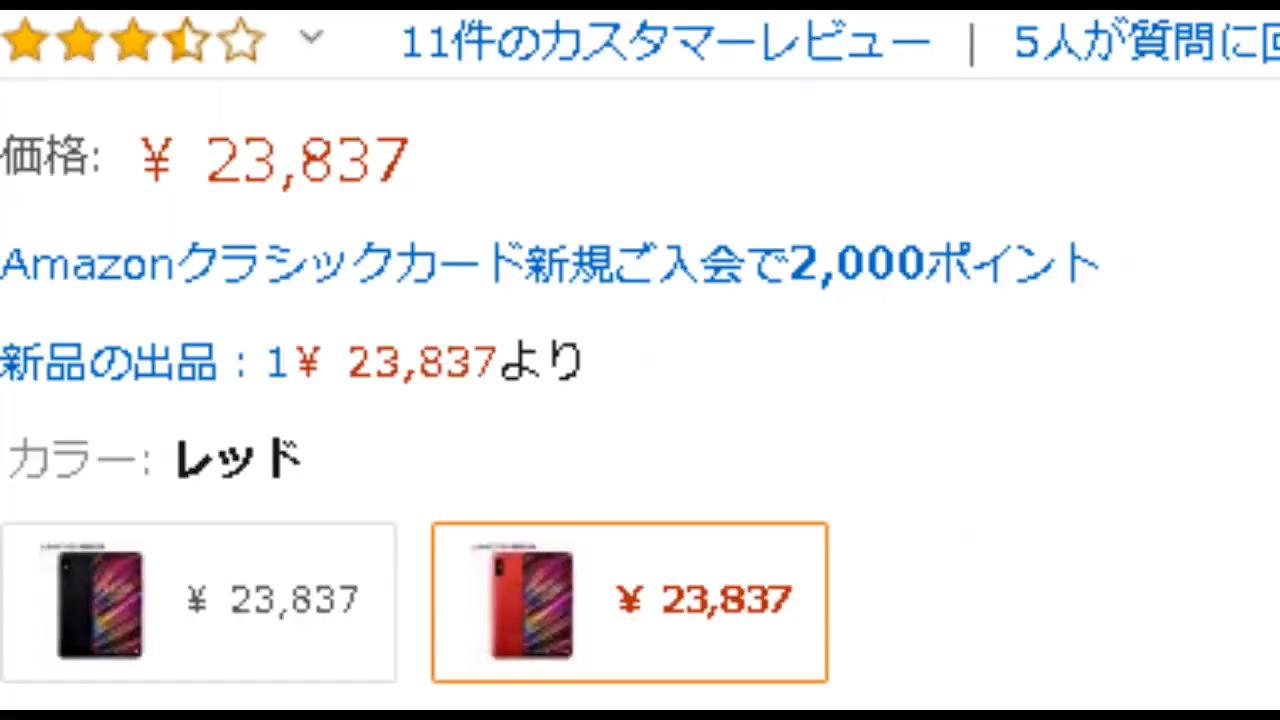 11件のカスタマーレビュー | 5人が質問に
価格: ¥ 23,837
Amazonクラシックカード新規ご入会で2,000ポイント
新品の出品：1¥ 23,837より
カラー: レッド
¥ 23,837 ¥ 23,837